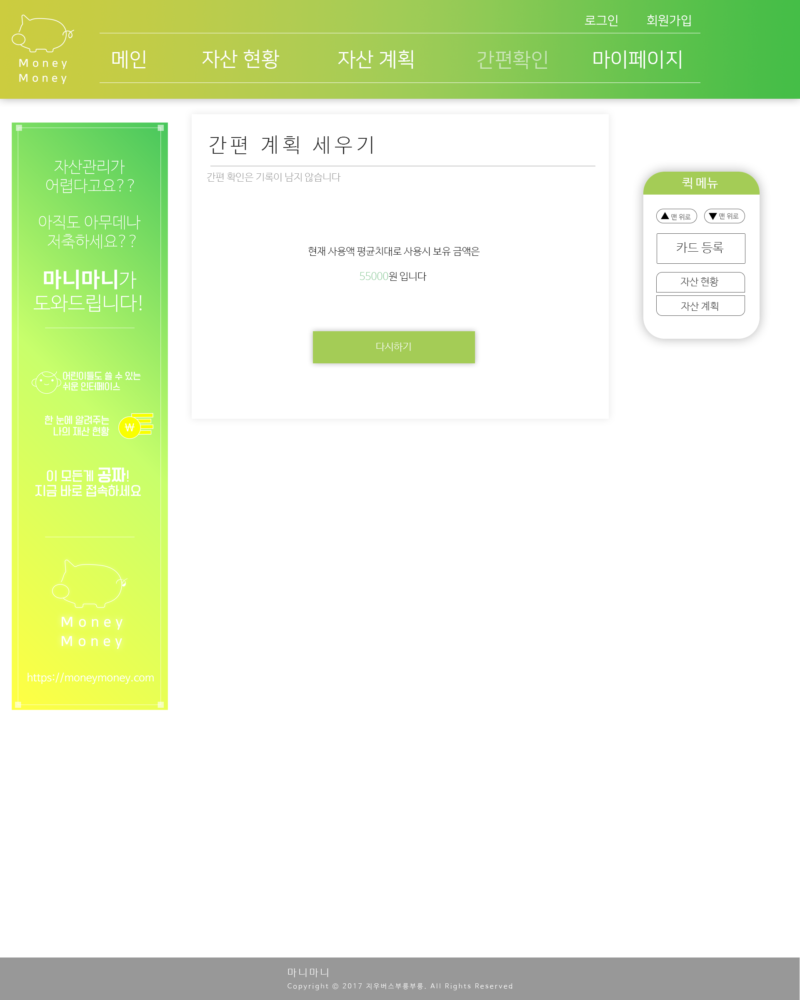 로그인 회원가입
Money
Money
메인 자산 현황 자산 계획 간편확인 마이페이지
자산관리가
어렵다고요??
아직도 아무데나
저축하세요??
마니마니가
도와드립니다!
어린이들도 쓸 수 있는
쉬운 인터페이스
한 눈에 알려주는
나의 재산 현황
₩
이 모든게 공짜!
지금 바로 접속하세요
Money
Money
https://moneymoney.com
간편 계획 세우기
간편 확인은 기록이 남지 않습니다
현재 사용액 평균치대로 사용시 보유 금액은
55000원 입니다
다시하기
퀵 메뉴
▲ 맨 위로 ▼ 맨 위로
카드 등록
자산 현황
자산 계획
마니마니
Copyright © 2017 지우버스부릉부릉. All Rights Reserved